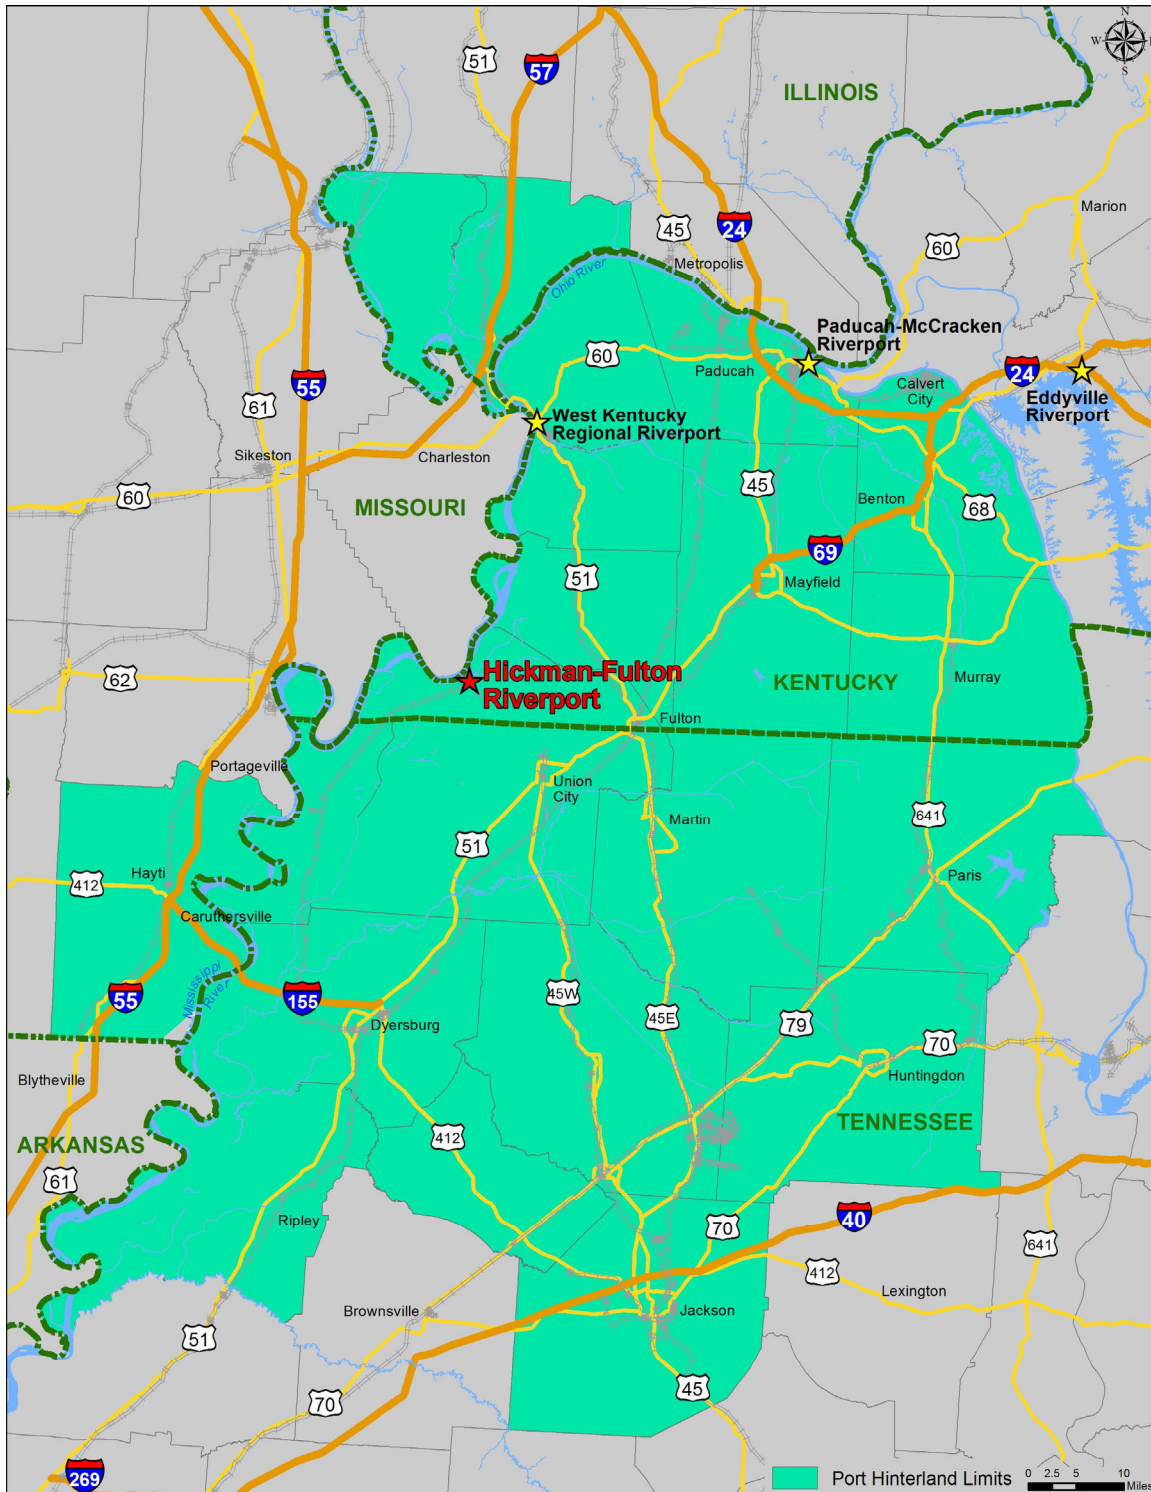 N
W
S
51
57
ILLINOIS
Marion
45
24
60
Metropolis
Ohio River
Paducah-McCracken
Riverport
60
Paducah
24
Calvert
City
Eddyville
Riverport
55
61
West Kentucky
Regional Riverport
Sikeston
Charleston
60
MISSOURI
45
Benton
68
69
51
Mayfield
62
Hickman-Fulton
Riverport
KENTUCKY
Murray
Fulton
Portageville
Union
City
641
Martin
51
Hayti
412
Paris
Caruthersville
Mississippi
River
55
155
45W
45E
79
Dyersburg
70
Blytheville
Huntingdon
TENNESSEE
ARKANSAS
412
61
Ripley
70
40
641
412
Lexington
Brownsville
Jackson
51
70
45
269
Port Hinterland Limits
0 2.5 5 10
Miles